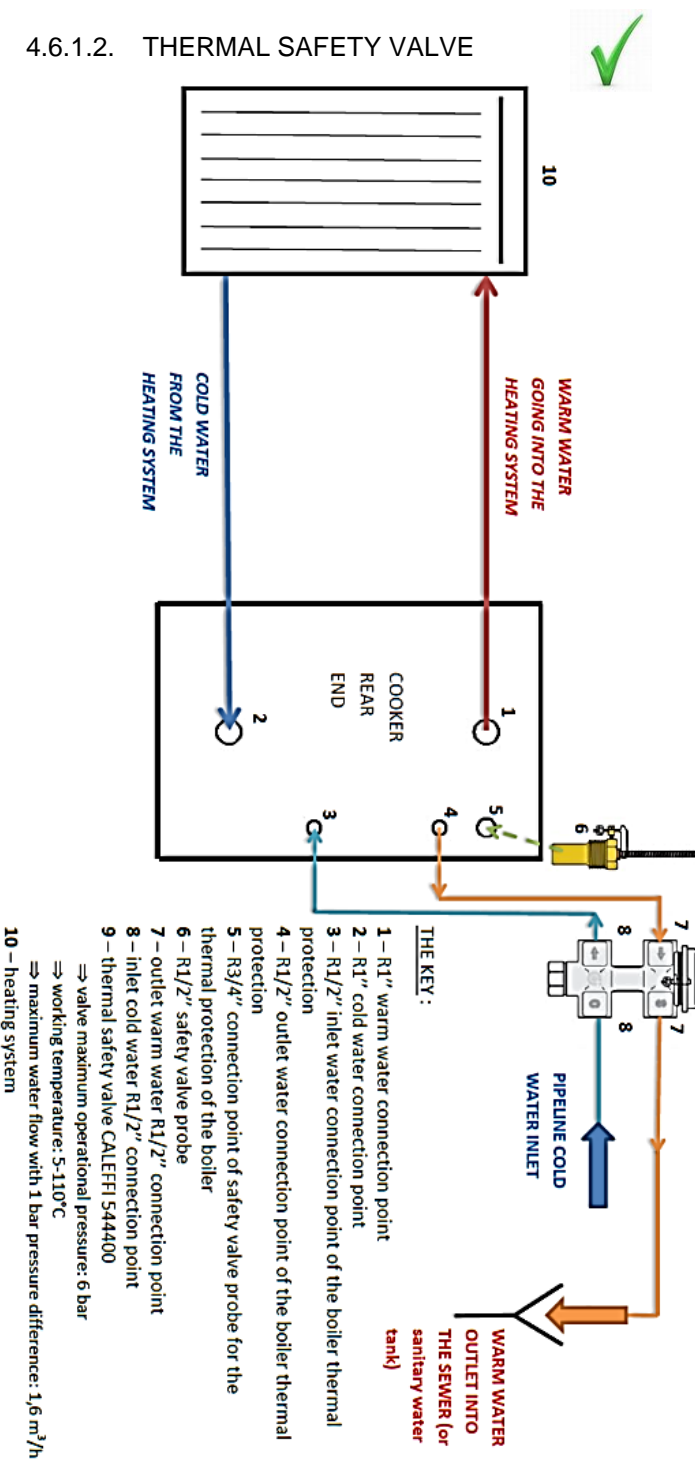 4.6.1.2. THERMAL SAFETY VALVE
10
WARM WATER
GOING INTO THE
HEATING SYSTEM
COLD WATER
FROM THE
HEATING SYSTEM
COOKER
REAR
END
1
2
3
4
5
6
7
7
8
8
PIPELINE COLD
WATER INLET
WARM WATER
OUTLET INTO
THE SEWER (or
sanitary water
tank)
THE KEY :
1 – R1" warm water connection point
2 – R1" cold water connection point
3 – R1/2" inlet water connection point of the boiler thermal
protection
4 – R1/2" outlet water connection point of the boiler thermal
protection
5 – R3/4" connection point of safety valve probe for the
thermal protection of the boiler
6 – R1/2" safety valve probe
7 – outlet warm water R1/2" connection point
8 – inlet cold water R1/2" connection point
9 – thermal safety valve CALEFFI 544400
⇒ valve maximum operational pressure: 6 bar
⇒ working temperature: 5-110°C
⇒ maximum water flow with 1 bar pressure difference: 1,6 m³/h
10 – heating system